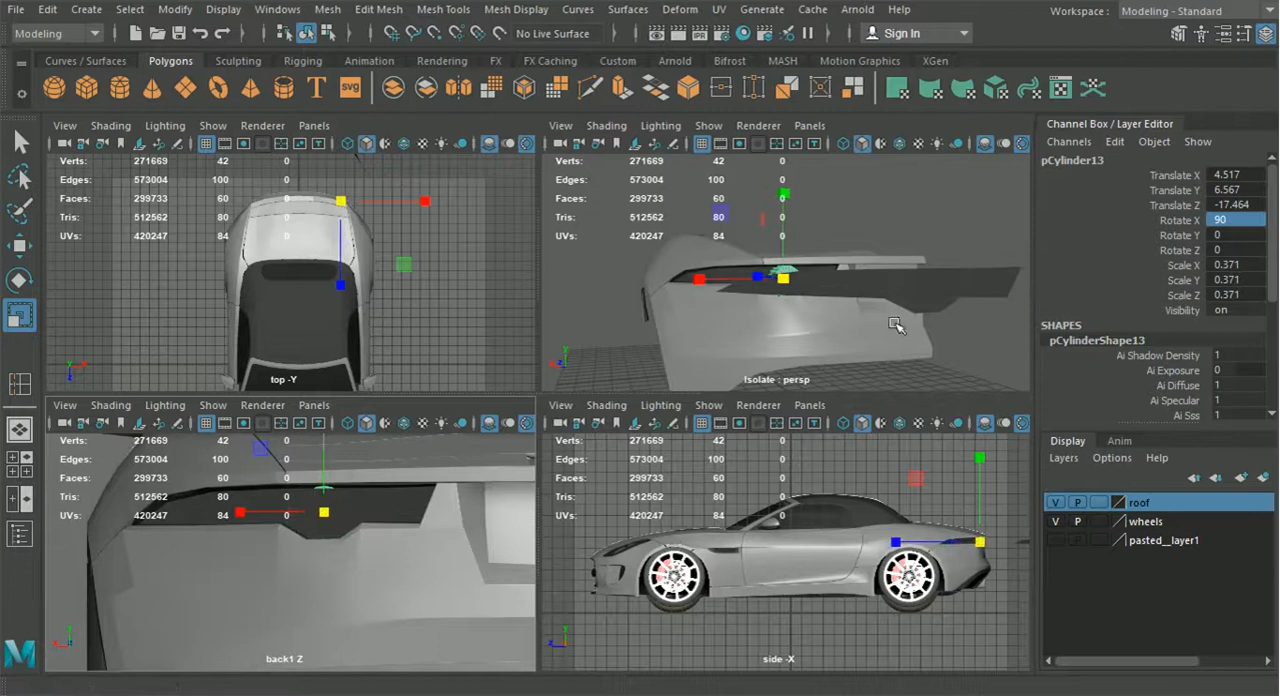 File Edit Create Select Modify Display Windows Mesh Edit Mesh Mesh Tools Mesh Display Curves Surfaces Deform UV Generate Cache Arnold Help Workspace : Modeling - Standard
Modeling No Live Surface Sign In
Curves / Surfaces Polygons Sculpting Rigging Animation Rendering FX FX Caching Custom Arnold Bifrost MASH Motion Graphics XGen
T SVG
View Shading Lighting Show Renderer Panels
Verts: 271669 42 0
Edges: 573004 100 0
Faces: 299733 60 0
Tris: 512562 80 0
UVs: 420247 84 0
top -Y
View Shading Lighting Show Renderer Panels
Verts: 271669 42 0
Edges: 573004 100 0
Faces: 299733 60 0
Tris: 512562 80 0
UVs: 420247 84 0
Isolate : persp
View Shading Lighting Show Renderer Panels
Verts: 271669 42 0
Edges: 573004 100 0
Faces: 299733 60 0
Tris: 512562 80 0
UVs: 420247 84 0
back1 Z
View Shading Lighting Show Renderer Panels
Verts: 271669 42 0
Edges: 573004 100 0
Faces: 299733 60 0
Tris: 512562 80 0
UVs: 420247 84 0
side -X
Channel Box / Layer Editor
Channels Edit Object Show
pCylinder13
Translate X 4.517
Translate Y 6.567
Translate Z -17.464
Rotate X 90
Rotate Y 0
Rotate Z 0
Scale X 0.371
Scale Y 0.371
Scale Z 0.371
Visibility on
SHAPES
pCylinderShape13
Ai Shadow Density 1
Ai Exposure 0
Ai Diffuse 1
Ai Specular 1
Ai Sss 1
Display Anim
Layers Options Help
V P roof
V P wheels
pasted__layer1